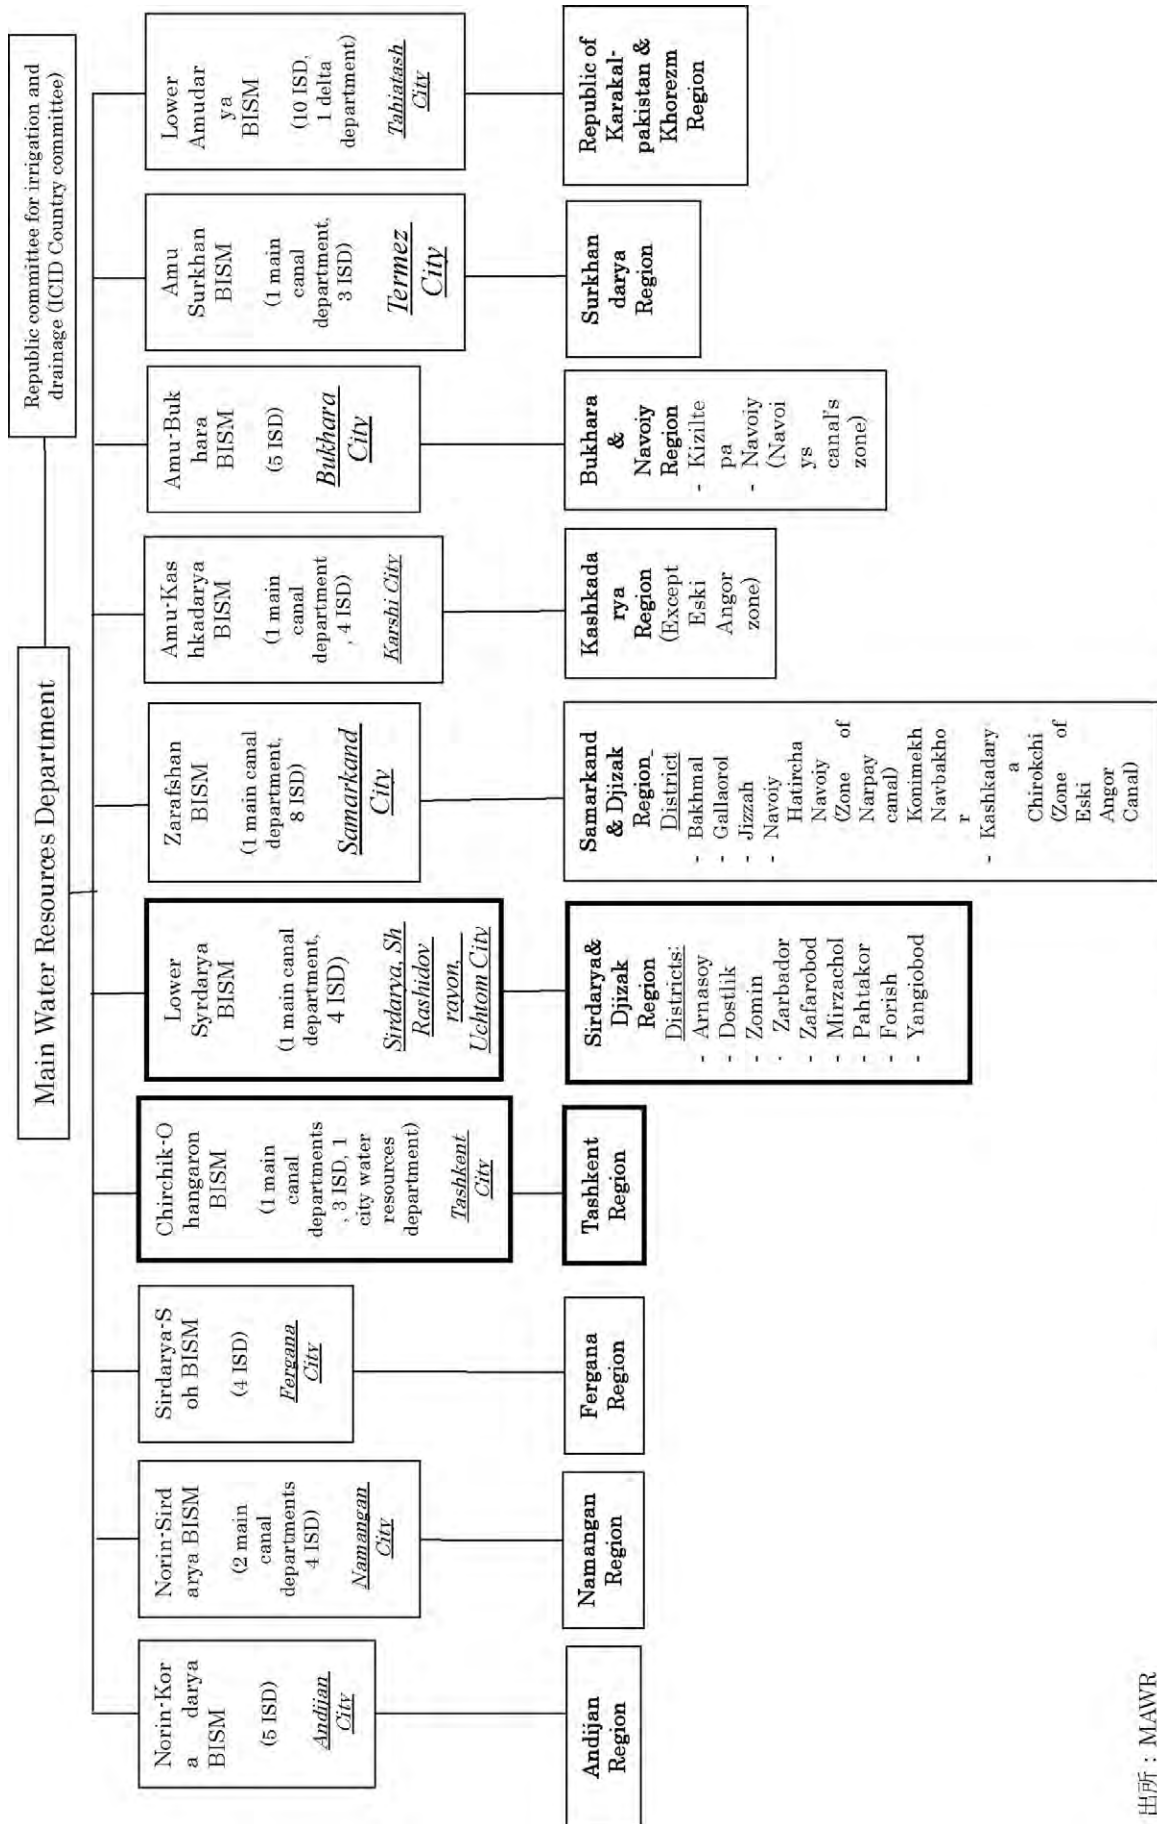 Main Water Resources Department
Republic committee for irrigation and
drainage (ICID Country committee)
Norin-Kor
a darya
BISM
(5 ISD)
Andijan
City
Norin-Sird
arya BISM
(2 main
canal
departments
4 ISD)
Namangan
City
Sirdarya-S
oh BISM
(4 ISD)
Fergana
City
Chirchik-O
hangaron
BISM
(1 main
canal
departments
, 3 ISD, 1
city water
resources
department)
Tashkent
City
Lower
Syrdarya
BISM
(1 main canal
department,
4 ISD)
Sirdarya, Sh
Rashidov
rayon,
Uchtom City
Zarafshan
BISM
(1 main canal
department,
8 ISD)
Samarkand
City
Amu-Kas
hkadarya
BISM
(1 main
canal
department
, 4 ISD)
Karshi City
Amu-Buk
hara
BISM
(5 ISD)
Bukhara
City
Amu
Surkhan
BISM
(1 main
canal
department,
3 ISD)
Termez
City
Lower
Amudar
ya
BISM
(10 ISD,
1 delta
department)
Tahiatash
City
Andijan
Region
Namangan
Region
Fergana
Region
Tashkent
Region
Sirdarya&
Djizak
Region
Districts:
- Arnasoy
- Dostlik
- Zomin
· Zarbador
- Zafarobod
- Mirzachol
- Pahtakor
- Forish
- Yangiobod
Samarkand
& Djizak
Region
District
- Bakhmal
- Gallaorol
- Jizzah
- Navoiy
Hatircha
Navoiy
(Zone of
Narpay
canal)
Konimekh
Navbakho
r
- Kashkadary
a
Chirokchi
(Zone of
Eski
Angor
Canal)
Kashkada
rya
Region
(Except
Eski
Angor
zone)
Bukhara
&
Navoiy
Region
- Kizilte
pa
- Navoiy
(Navoi
ys
canal's
zone)
Surkhan
darya
Region
Republic of
Karakal-
pakistan &
Khorezm
Region
出所：MAWR